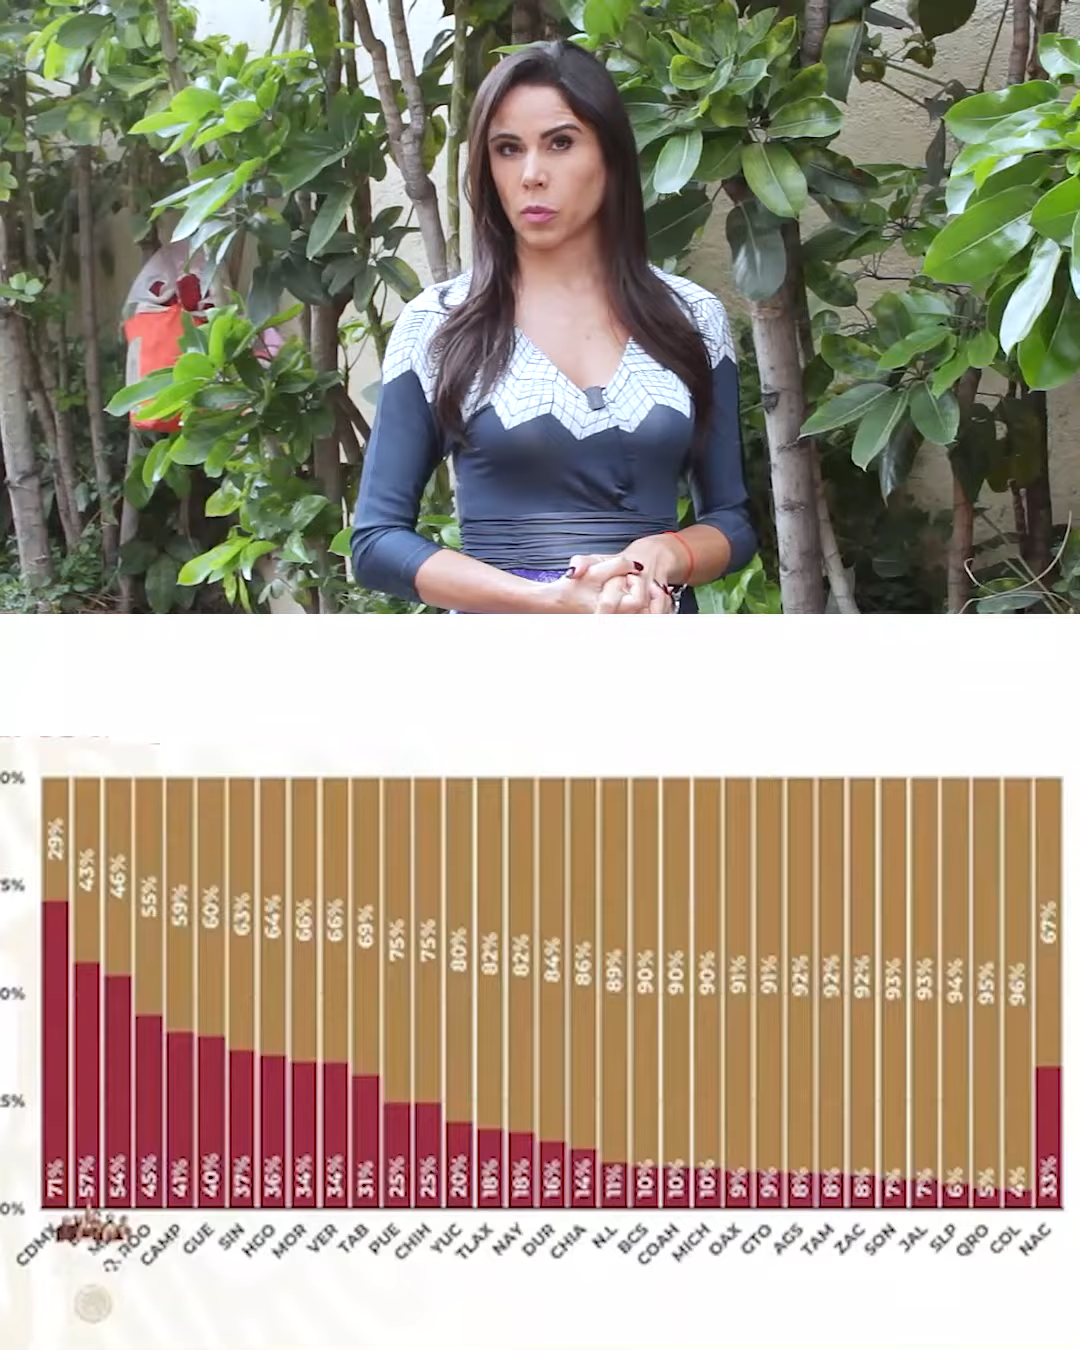 0%
29% 43% 46% 55% 59% 60% 63% 64% 66% 66% 69% 75% 75% 80% 82% 82% 84% 86% 89% 90% 90% 90% 91% 91% 92% 92% 92% 93% 93% 94% 95% 96% 67%
5%
0%
5%
71% 57% 54% 45% 41% 40% 37% 36% 34% 34% 31% 25% 25% 20% 18% 18% 16% 14% 11% 10% 10% 10% 9% 9% 8% 8% 8% 7% 7% 6% 5% 4% 33%
0%
CDMX Q.ROO CAMP GUE SIN HGO MOR VER TAB PUE CHIH YUC TLAX NAY DUR CHIA N.L BCS COAH MICH OAX GTO AGS TAM ZAC SON JAL SLP QRO COL NAC